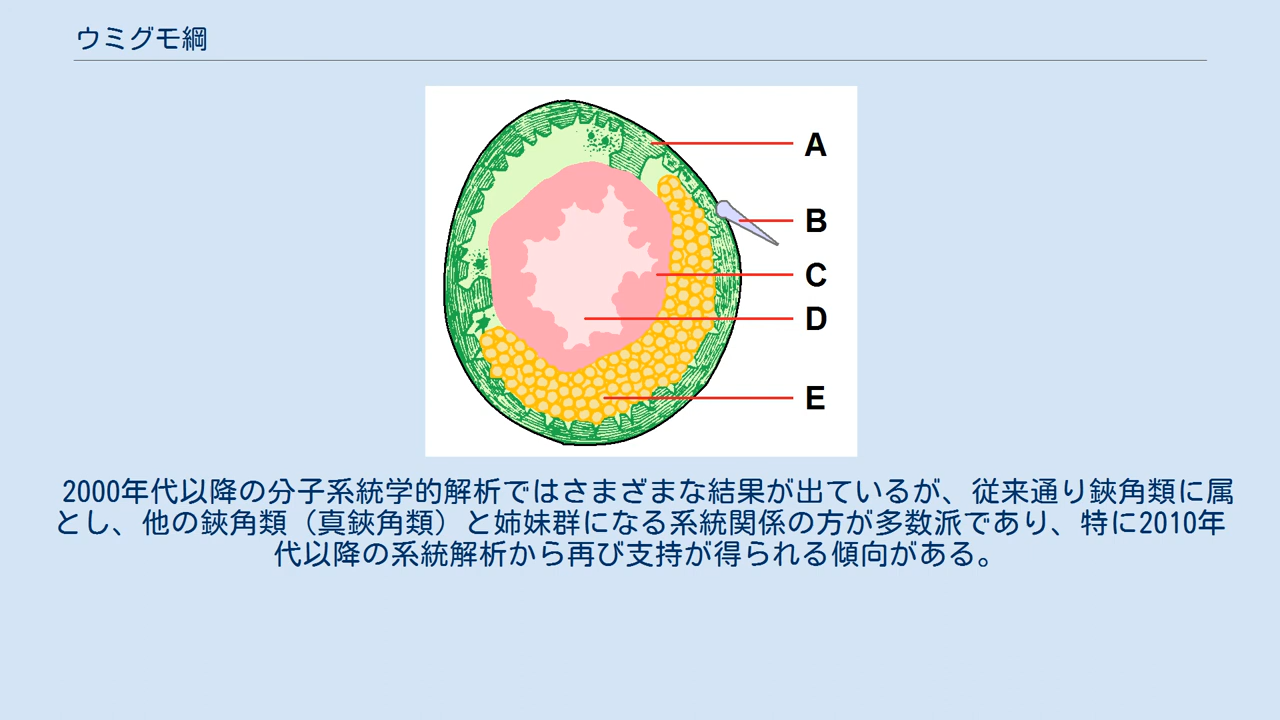 ウミグモ綱
A
B
C
D
E
2000年代以降の分子系統学的解析ではさまざまな結果が出ているが、従来通り鋏角類に属
とし、他の鋏角類（真鋏角類）と姉妹群になる系統関係の方が多数派であり、特に2010年
代以降の系統解析から再び支持が得られる傾向がある。